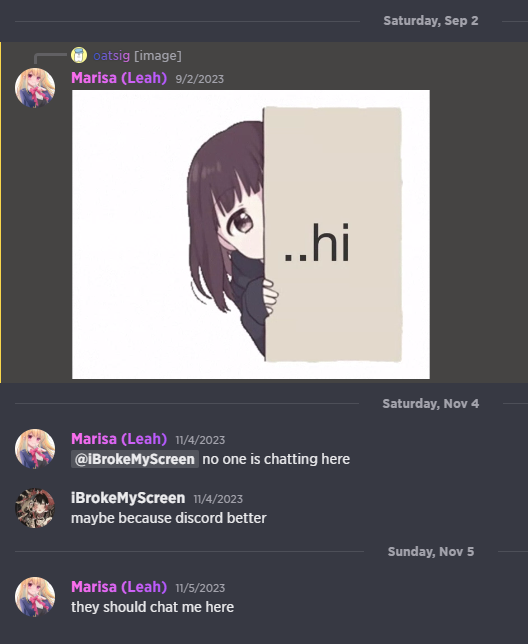 Saturday, Sep 2
oatsig [image]
Marisa (Leah) 9/2/2023
..hi
Saturday, Nov 4
Marisa (Leah) 11/4/2023
@iBrokeMyScreen no one is chatting here
iBrokeMyScreen 11/4/2023
maybe because discord better
Sunday, Nov 5
Marisa (Leah) 11/5/2023
they should chat me here